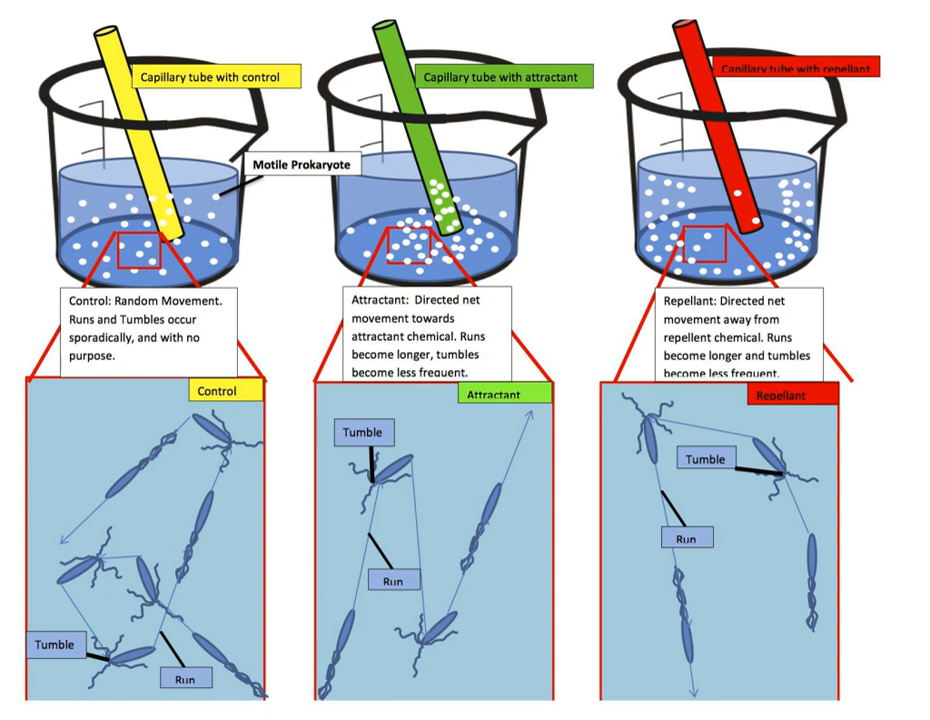 Capillary tube with control
Capillary tube with attractant
Capillary tube with repellant
Motile Prokaryote
Control: Random Movement.
Runs and Tumbles occur
sporadically, and with no
purpose.
Attractant: Directed net
movement towards
attractant chemical. Runs
become longer, tumbles
become less frequent.
Repellant: Directed net
movement away from
repellent chemical. Runs
become longer and tumbles
become less frequent.
Control
Attractant
Repellant
Tumble
Run
Tumble
Run
Tumble
Run